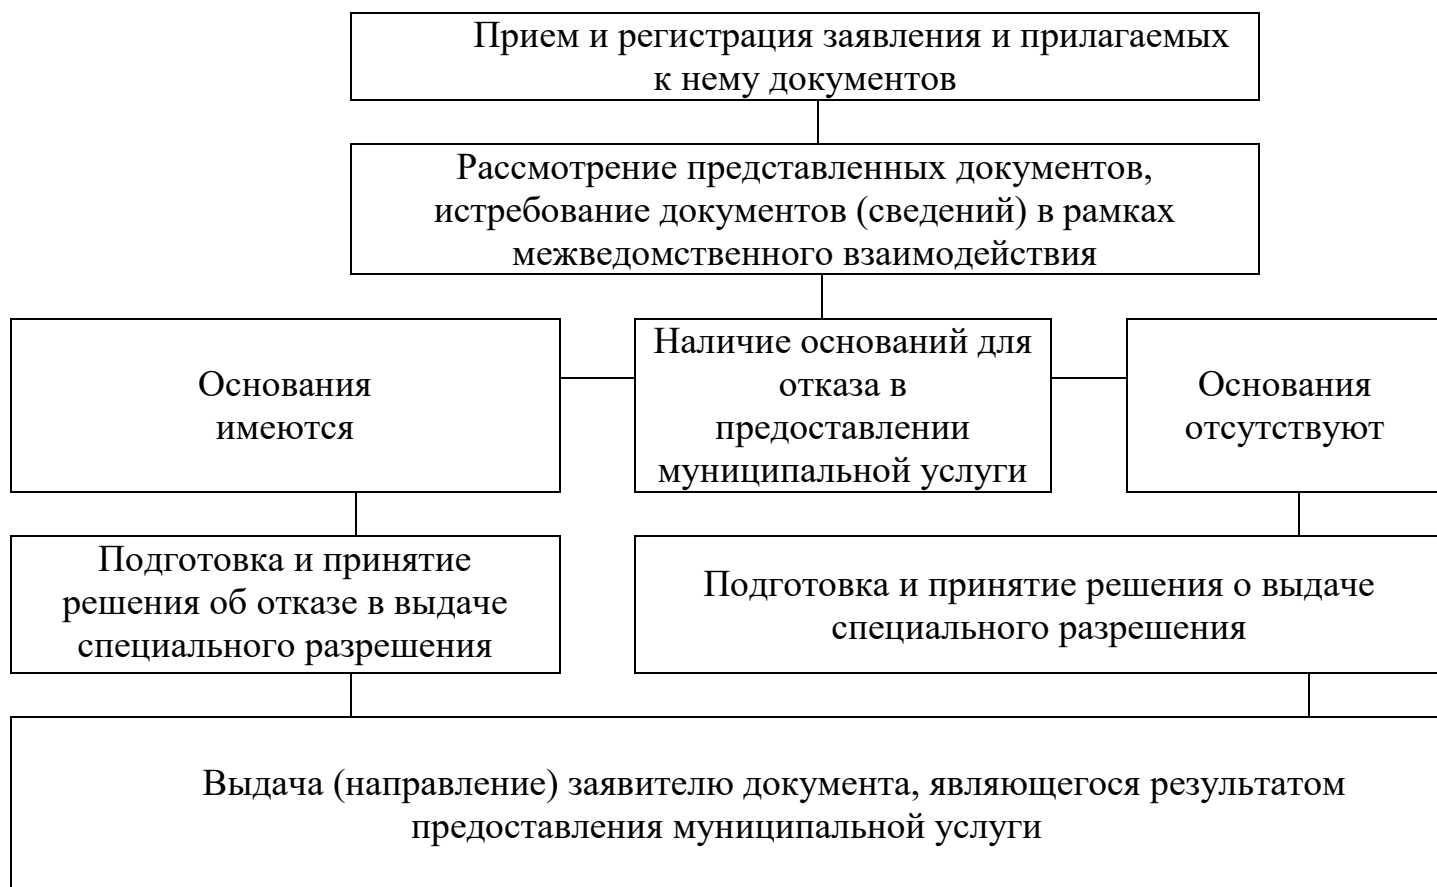 Прием и регистрация заявления и прилагаемых
к нему документов
Рассмотрение представленных документов,
истребование документов (сведений) в рамках
межведомственного взаимодействия
Основания
имеются
Наличие оснований для
отказа в
предоставлении
муниципальной услуги
Основания
отсутствуют
Подготовка и принятие
решения об отказе в выдаче
специального разрешения
Подготовка и принятие решения о выдаче
специального разрешения
Выдача (направление) заявителю документа, являющегося результатом
предоставления муниципальной услуги